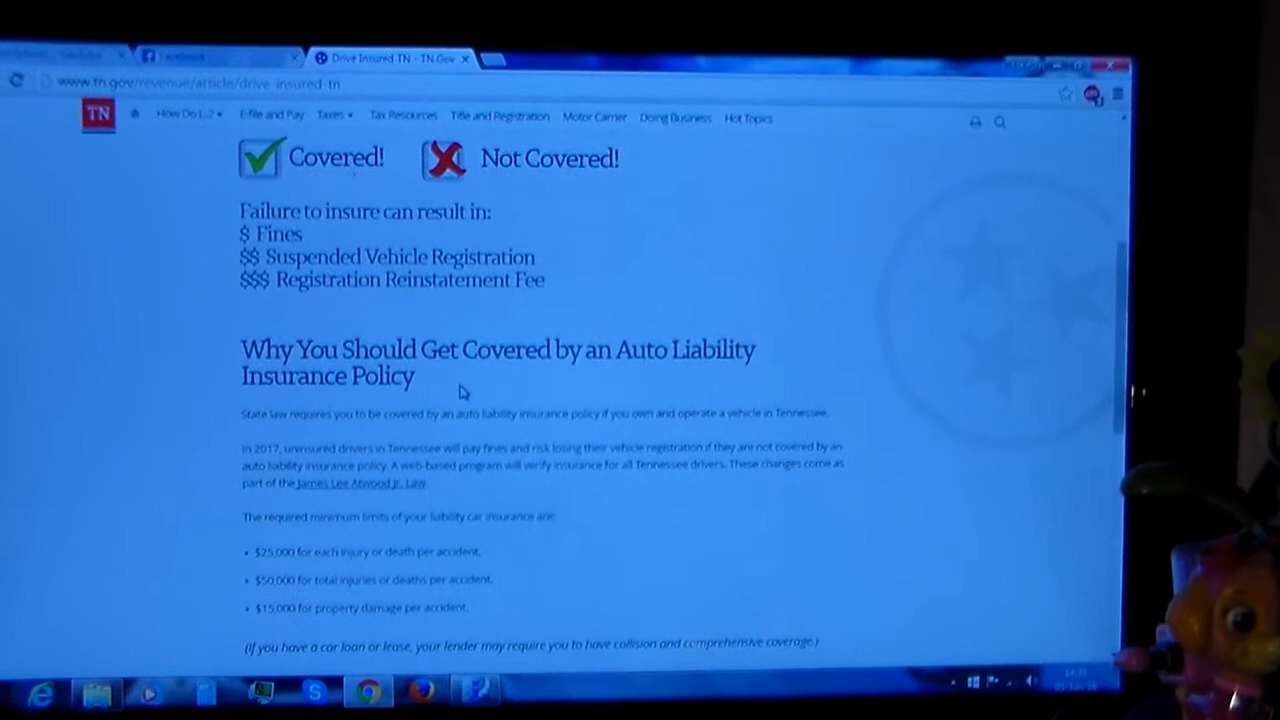 Facebook
Drive Insured TN - TN.Gov
www.tn.gov/revenue/article/drive-insured-tn
TN How Do I...? E-file and Pay Taxes Tax Resources Title and Registration Motor Carrier Doing Business Hot Topics
Covered! Not Covered!
Failure to insure can result in:
$ Fines
$$ Suspended Vehicle Registration
$$$ Registration Reinstatement Fee
Why You Should Get Covered by an Auto Liability
Insurance Policy
State law requires you to be covered by an auto liability insurance policy if you own and operate a vehicle in Tennessee.
In 2017, uninsured drivers in Tennessee will pay fines and risk losing their vehicle registration if they are not covered by an
auto liability insurance policy. A web-based program will verify insurance for all Tennessee drivers. These changes come as
part of the James Lee Atwood Jr. Law.
The required minimum limits of your liability car insurance are:
• $25,000 for each injury or death per accident.
• $50,000 for total injuries or deaths per accident.
• $15,000 for property damage per accident.
(If you have a car loan or lease, your lender may require you to have collision and comprehensive coverage.)